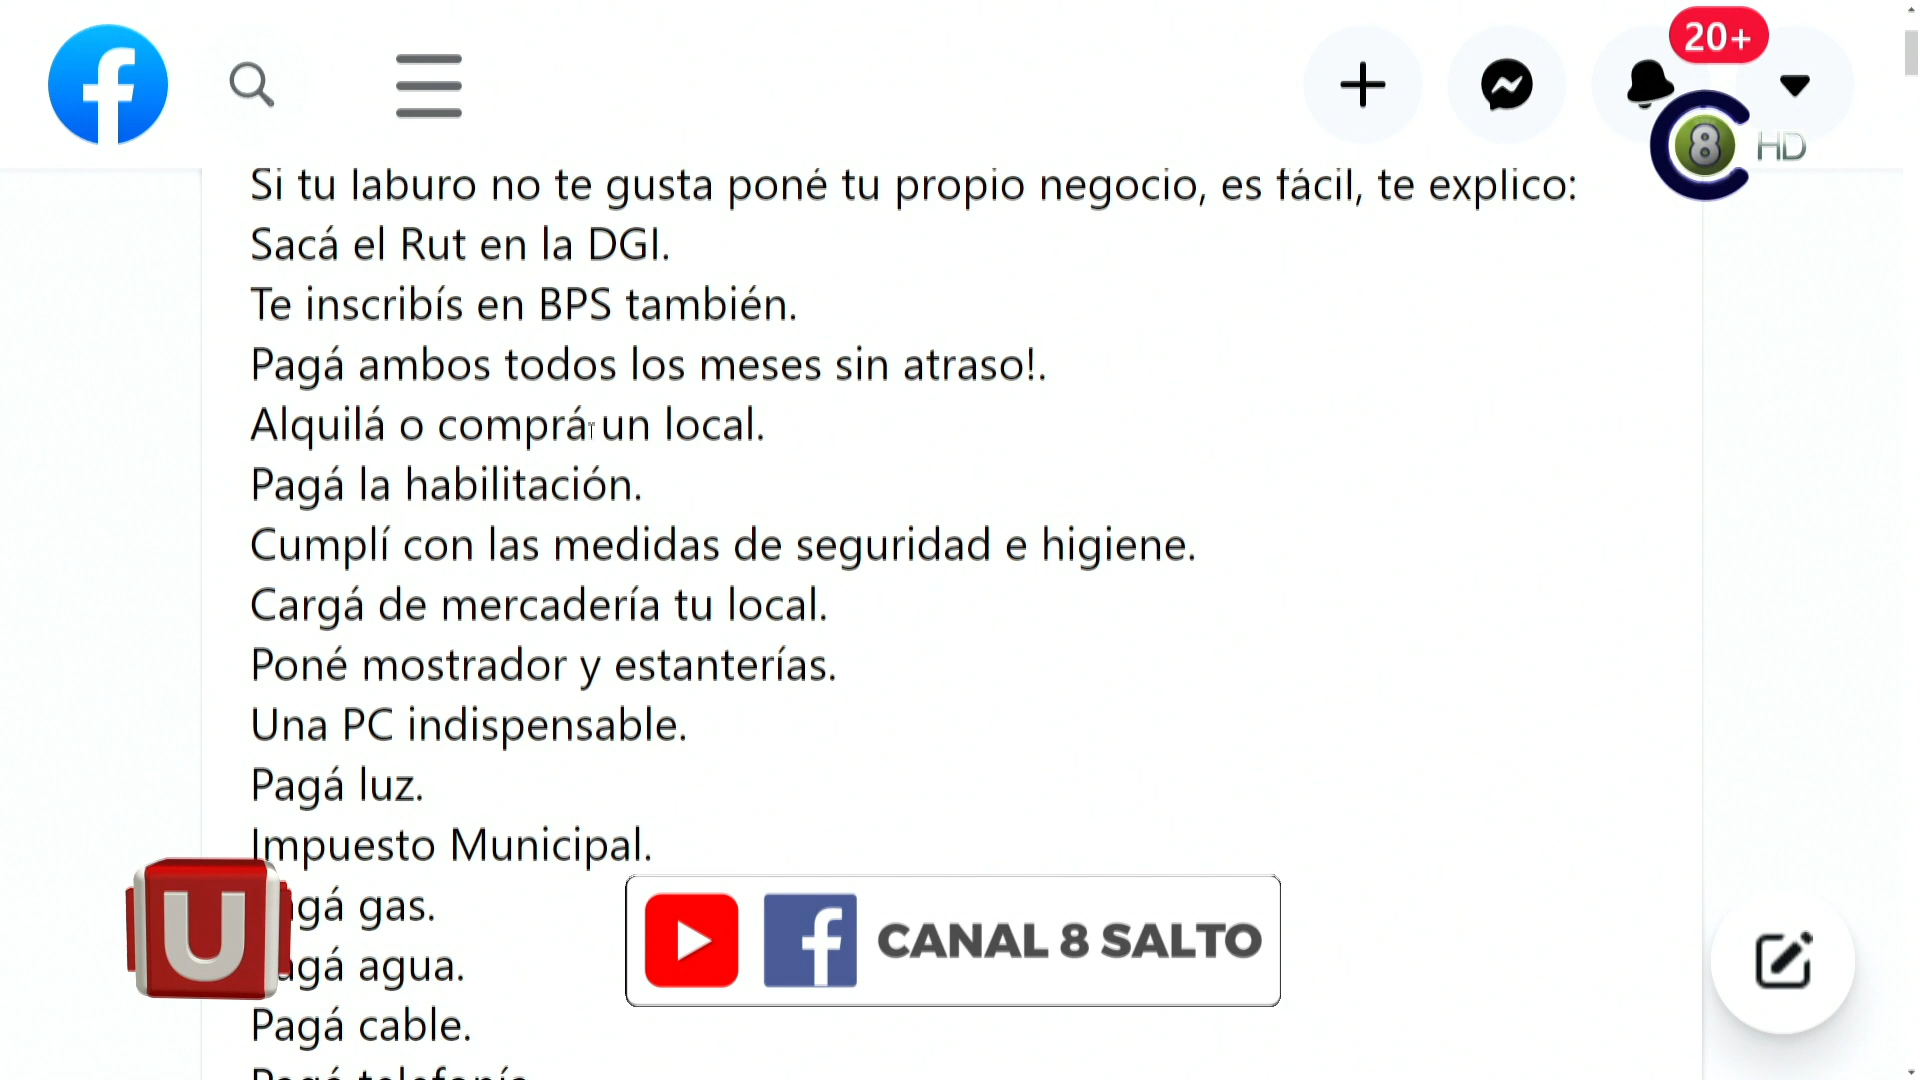 20+
8 HD
Si tu laburo no te gusta poné tu propio negocio, es fácil, te explico:
Sacá el Rut en la DGI.
Te inscribís en BPS también.
Pagá ambos todos los meses sin atraso!.
Alquilá o comprá un local.
Pagá la habilitación.
Cumplí con las medidas de seguridad e higiene.
Cargá de mercadería tu local.
Poné mostrador y estanterías.
Una PC indispensable.
Pagá luz.
Impuesto Municipal.
gá gas.
gá agua.
Pagá cable.
Pagá telefonía
U
CANAL 8 SALTO